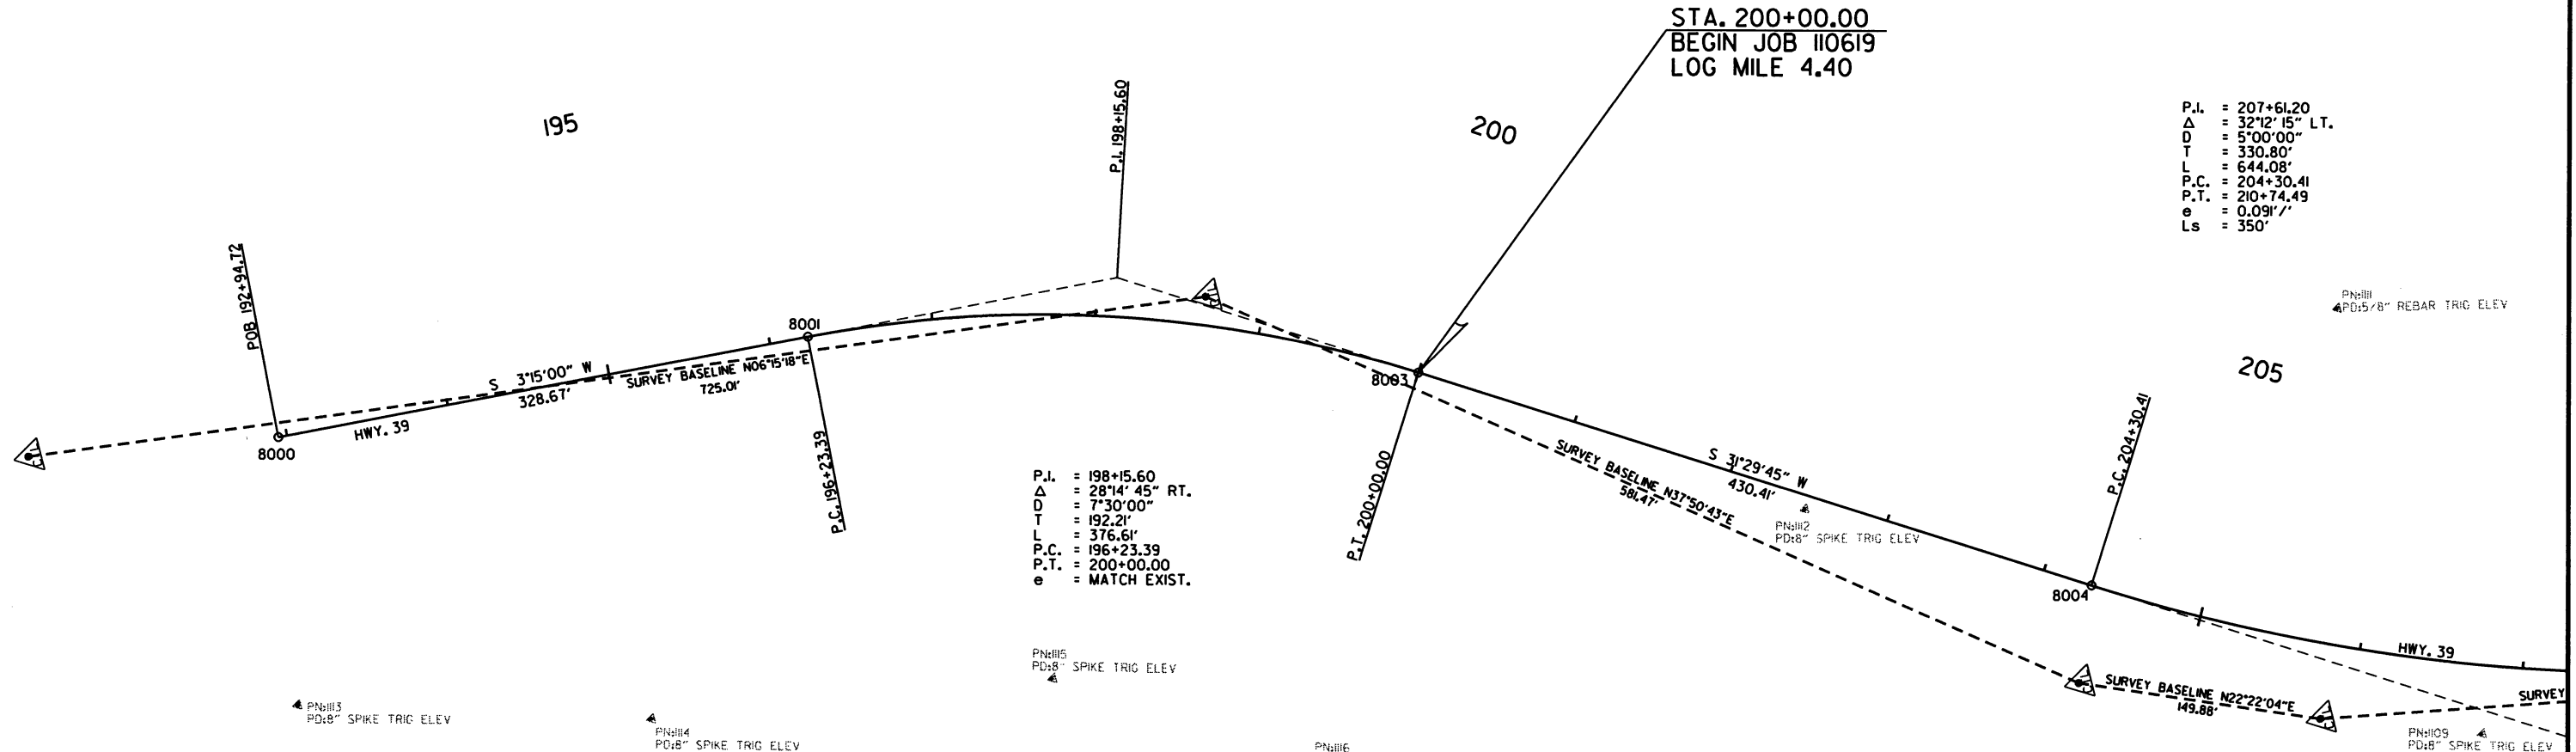 STA. 200+00.00
BEGIN JOB 110619
LOG MILE 4.40
195
200
205
P.I. 198+15.60
POB 192+94.72
8000
8001
8003
8004
S 3°15'00" W
328.67'
HWY. 39
SURVEY BASELINE N06°15'18"E
725.01'
P.C. 196+23.39
P.T. 200+00.00
P.C. 204+30.41
P.I. = 207+61.20
Δ = 32°12'15" LT.
D = 5°00'00"
T = 330.80'
L = 644.08'
P.C. = 204+30.41
P.T. = 210+74.49
e = 0.091'/'
Ls = 350'
PN:1111
PD:5/8" REBAR TRIG ELEV
P.I. = 198+15.60
Δ = 28°14'45" RT.
D = 7°30'00"
T = 192.21'
L = 376.61'
P.C. = 196+23.39
P.T. = 200+00.00
e = MATCH EXIST.
SURVEY BASELINE N37°50'43"E
581.47'
S 31°29'45" W
430.41'
PN:1112
PD:8" SPIKE TRIG ELEV
HWY. 39
SURVEY BASELINE N22°22'04"E
149.88'
SURVEY
PN:1113
PD:8" SPIKE TRIG ELEV
PN:1114
PD:8" SPIKE TRIG ELEV
PN:1115
PD:8" SPIKE TRIG ELEV
PN:1116
PN:1109
PD:8" SPIKE TRIG ELEV